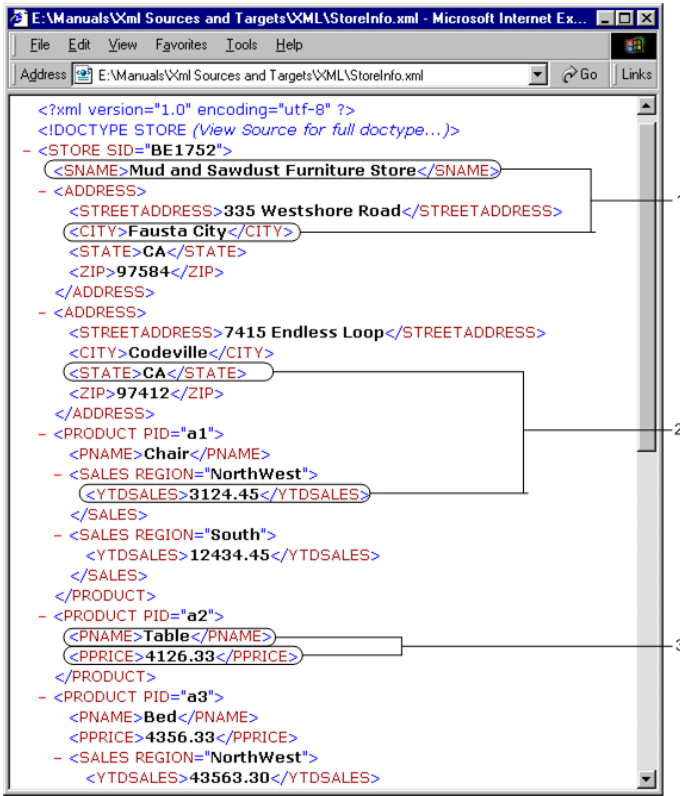 E:\Manuals\Xml Sources and Targets\XML\StoreInfo.xml - Microsoft Internet Ex...
File Edit View Favorites Tools Help
Address E:\Manuals\Xml Sources and Targets\XML\StoreInfo.xml Go Links
<?xml version="1.0" encoding="utf-8" ?>
<!DOCTYPE STORE (View Source for full doctype...)>
- <STORE SID="BE1752">
<SNAME>Mud and Sawdust Furniture Store</SNAME>
- <ADDRESS>
1
<STREETADDRESS>335 Westshore Road</STREETADDRESS>
<CITY>Fausta City</CITY>
<STATE>CA</STATE>
<ZIP>97584</ZIP>
</ADDRESS>
- <ADDRESS>
<STREETADDRESS>7415 Endless Loop</STREETADDRESS>
<CITY>Codeville</CITY>
<STATE>CA</STATE>
<ZIP>97412</ZIP>
</ADDRESS>
- <PRODUCT PID="a1">
2
<PNAME>Chair</PNAME>
- <SALES REGION="NorthWest">
<YTDSALES>3124.45</YTDSALES>
</SALES>
- <SALES REGION="South">
<YTDSALES>12434.45</YTDSALES>
</SALES>
</PRODUCT>
- <PRODUCT PID="a2">
<PNAME>Table</PNAME>
3
<PPRICE>4126.33</PPRICE>
</PRODUCT>
- <PRODUCT PID="a3">
<PNAME>Bed</PNAME>
<PPRICE>4356.33</PPRICE>
- <SALES REGION="NorthWest">
<YTDSALES>43563.30</YTDSALES>